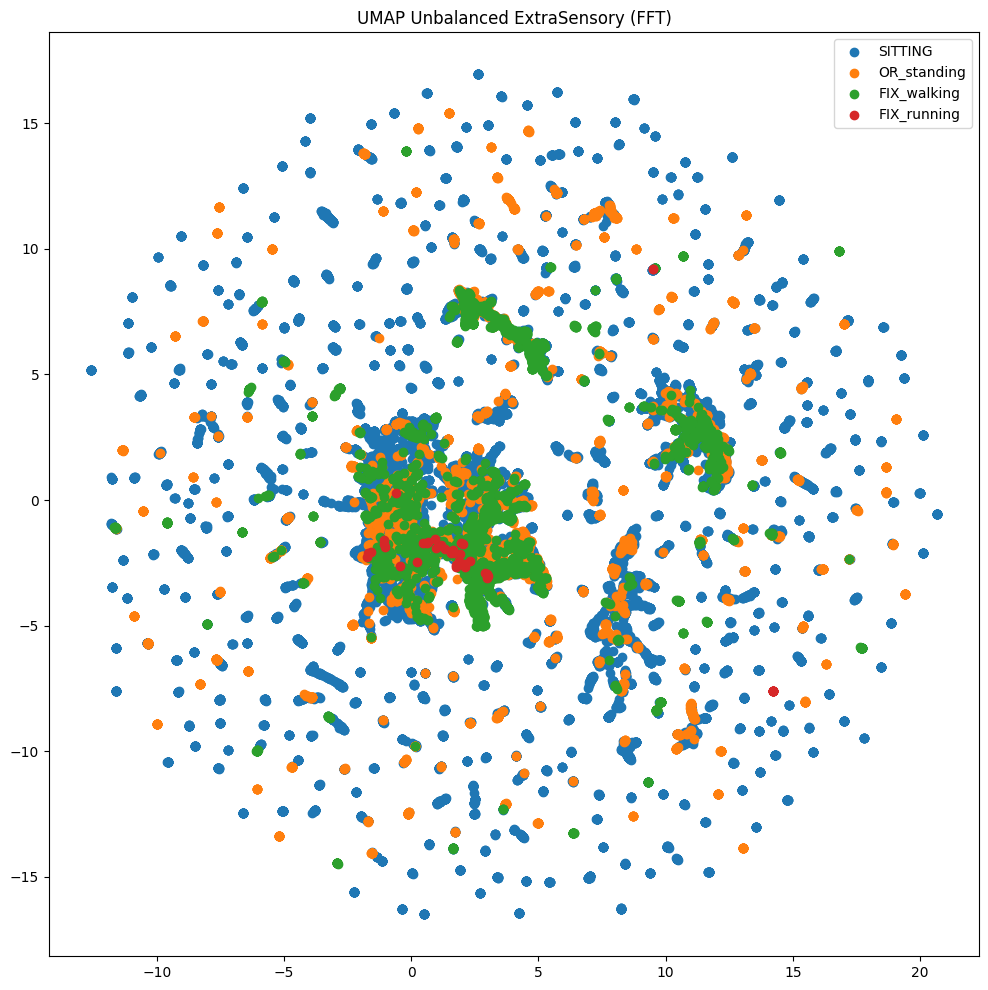 UMAP Unbalanced ExtraSensory (FFT)
SITTING
OR_standing
FIX_walking
FIX_running
15
10
5
0
−5
−10
−15
−10 −5 0 5 10 15 20